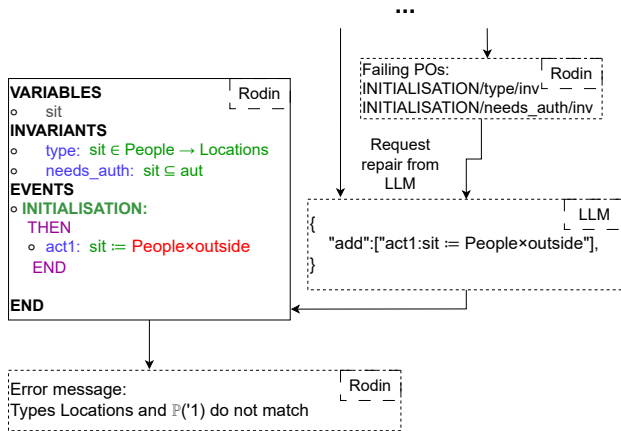 ...
Failing POs:
Rodin
INITIALISATION/type/inv
INITIALISATION/needs_auth/inv
VARIABLES
Rodin
sit
INVARIANTS
type: sit ∈ People → Locations
needs_auth: sit ⊆ aut
EVENTS
INITIALISATION:
THEN
act1: sit ≔ People×outside
END
END
Request
repair from
LLM
LLM
{
"add":["act1:sit ≔ People×outside"],
}
Error message:
Rodin
Types Locations and ℙ('1) do not match